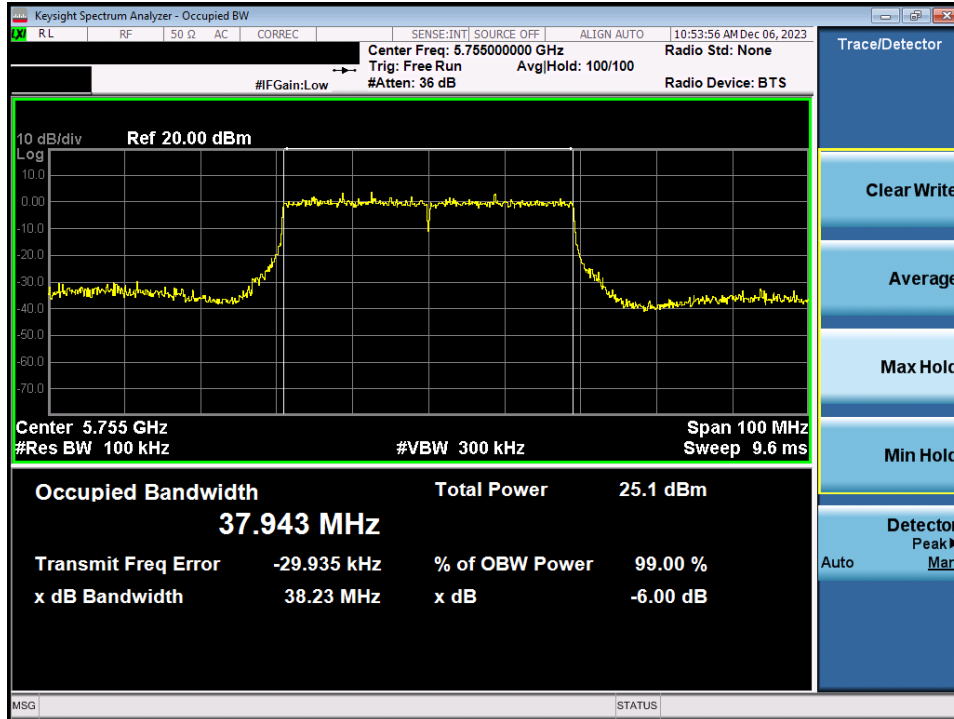 Keysight Spectrum Analyzer - Occupied BW
LXI RL RF 50 Ω AC CORREC SENSE:INT SOURCE OFF ALIGN AUTO 10:53:56 AM Dec 06, 2023
Center Freq: 5.755000000 GHz Radio Std: None
Trig: Free Run Avg|Hold: 100/100
#IFGain:Low #Atten: 36 dB Radio Device: BTS
10 dB/div Ref 20.00 dBm
Log
10.0
0.00
-10.0
-20.0
-30.0
-40.0
-50.0
-60.0
-70.0
Center 5.755 GHz Span 100 MHz
#Res BW 100 kHz #VBW 300 kHz Sweep 9.6 ms
Occupied Bandwidth Total Power 25.1 dBm
37.943 MHz
Transmit Freq Error -29.935 kHz % of OBW Power 99.00 %
x dB Bandwidth 38.23 MHz x dB -6.00 dB
Trace/Detector
Clear Write
Average
Max Hold
Min Hold
Detector
Peak
Auto Man
MSG STATUS